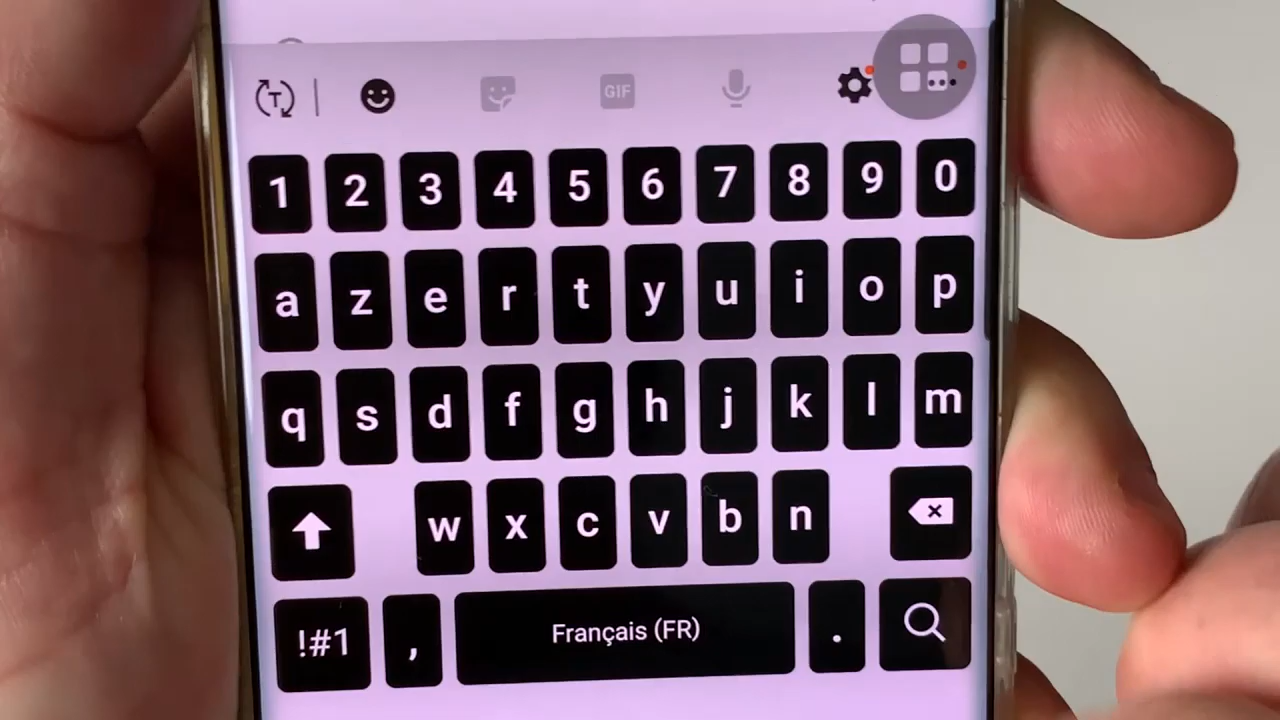 T GIF
1 2 3 4 5 6 7 8 9 0
a z e r t y u i o p
q s d f g h j k l m
w x c v b n
!#1 , Français (FR) .